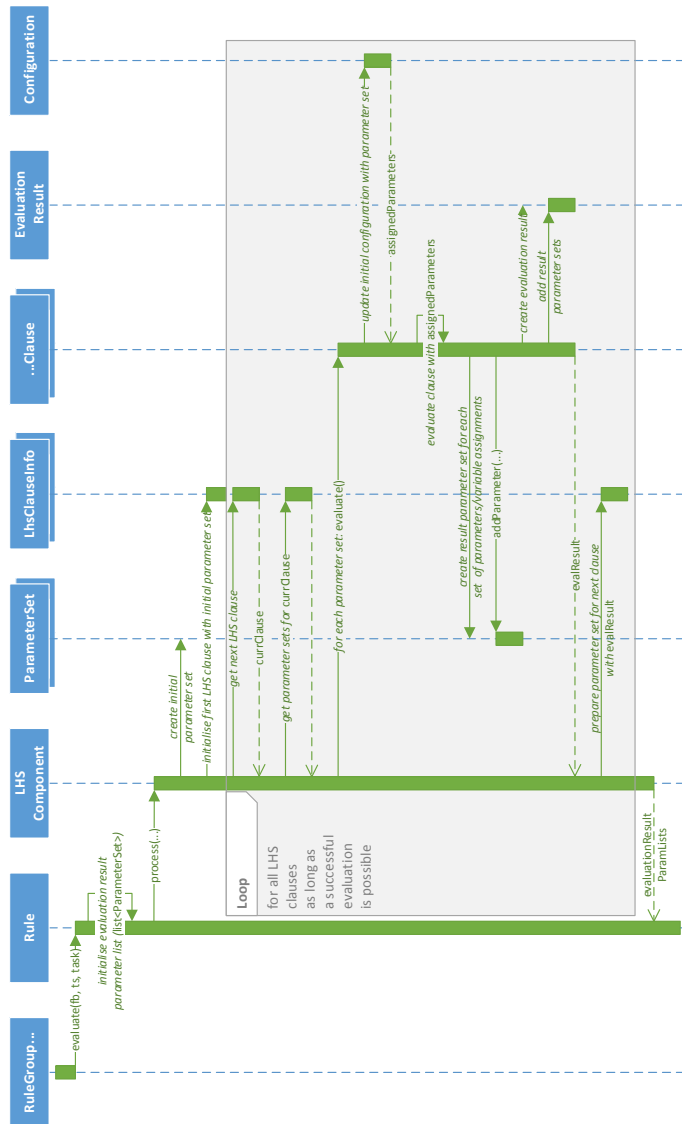 RuleGroup...
Rule
LHS
Component
ParameterSet
LhsClauseInfo
...Clause
Evaluation
Result
Configuration
evaluate(fb, ts, task)
initialise evaluation result
parameter list (list<ParameterSet>)
process(...)
create initial
parameter set
initialise first LHS clause with initial parameter set
Loop
for all LHS
clauses
as long as
a successful
evaluation
is possible
get next LHS clause
currClause
get parameter sets for currClause
for each parameter set: evaluate()
update initial configuration with parameter set
assignedParameters
evaluate clause with assignedParameters
create result parameter set for each
set of parameters/variable assignments
addParameter(...)
create evaluation result
add result
parameter sets
evalResult
prepare parameter set for next clause
with evalResult
evaluationResult
ParamLists